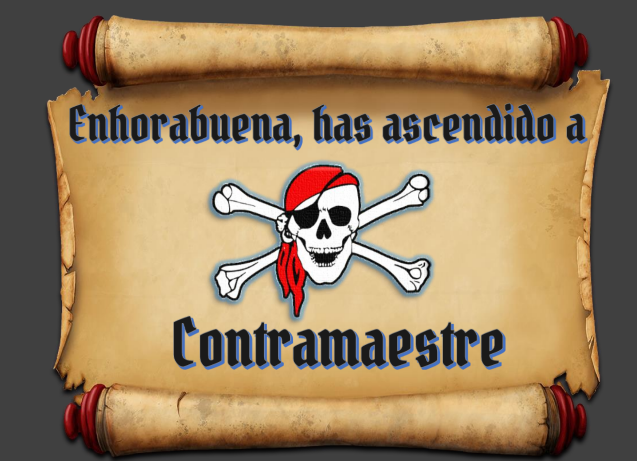 Enhorabuena, has ascendido a
Contramaestre